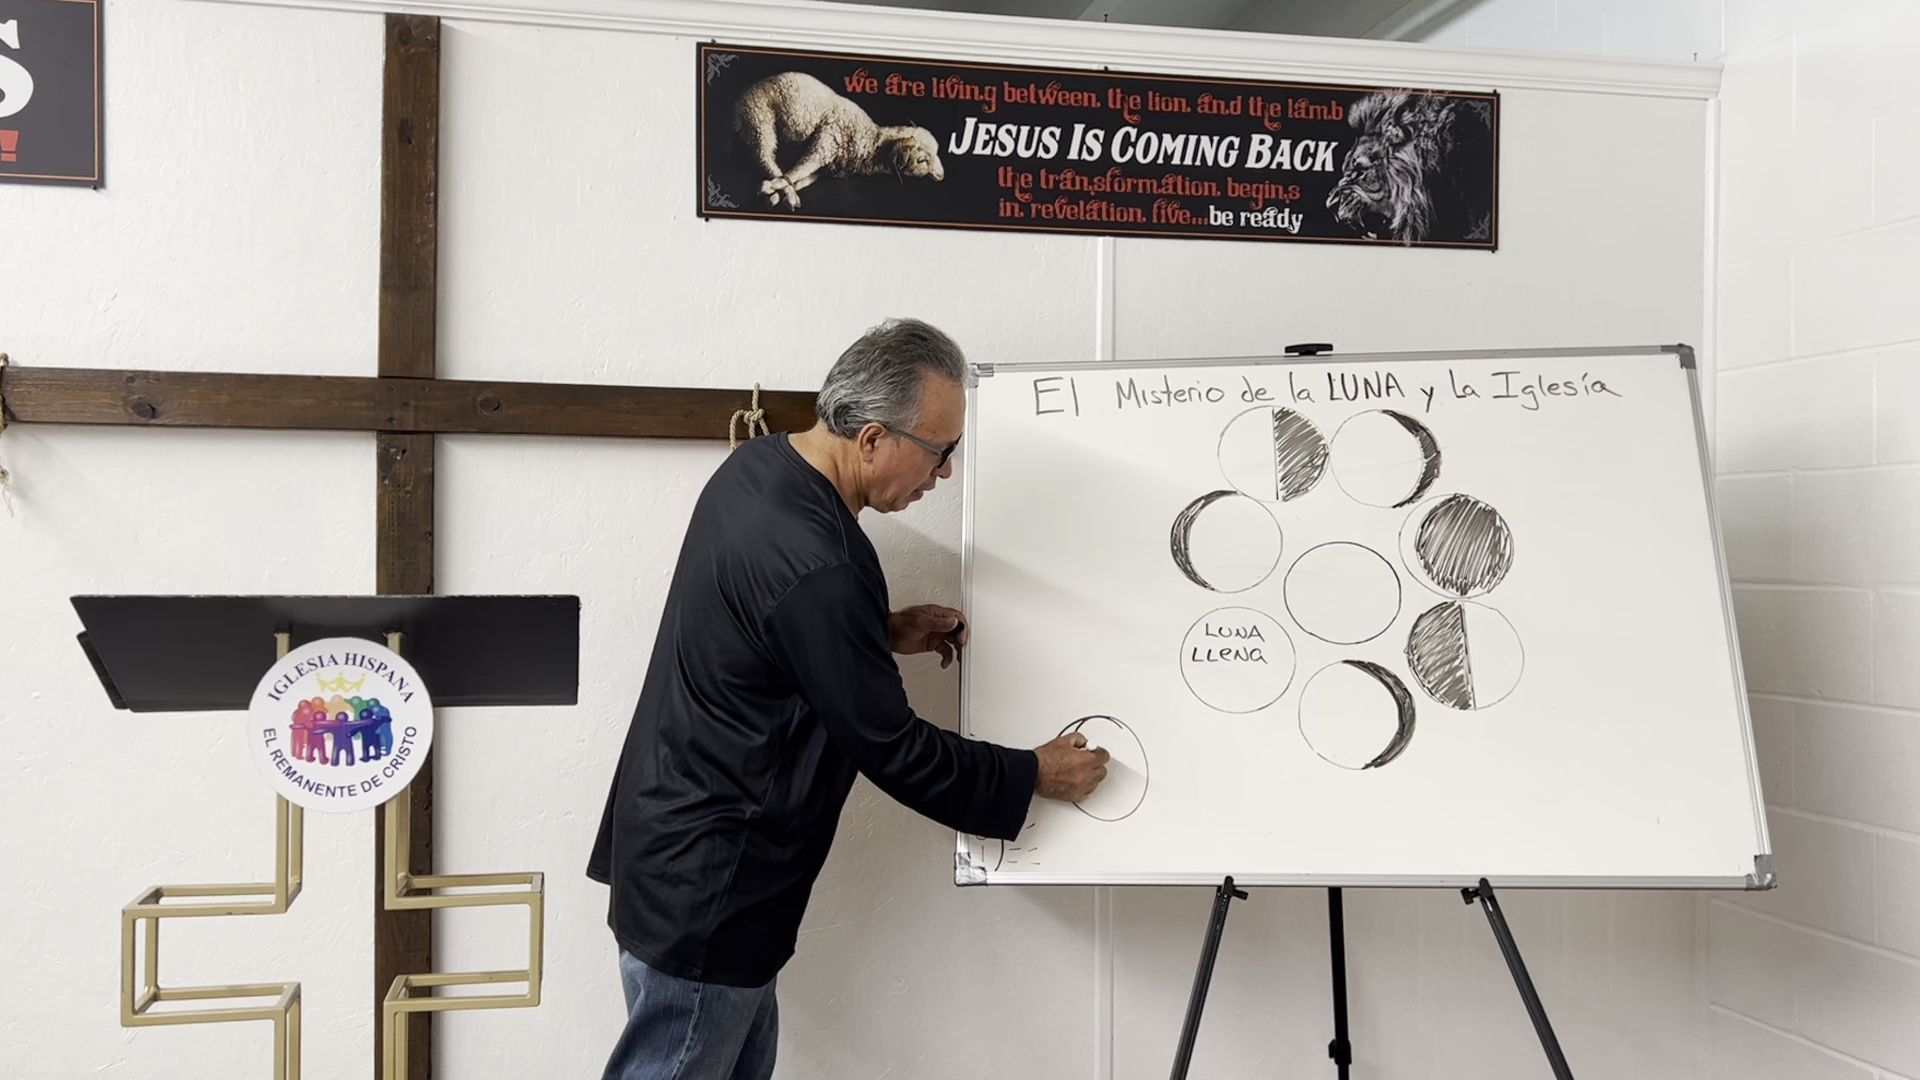 S
!
we are living between the lion and the lamb
JESUS IS COMING BACK
the transformation begins
in revelation five...be ready
El Misterio de la LUNA y La Iglesía
LUNA
LLENa
IGLESIA HISPANA
EL REMANENTE DE CRISTO